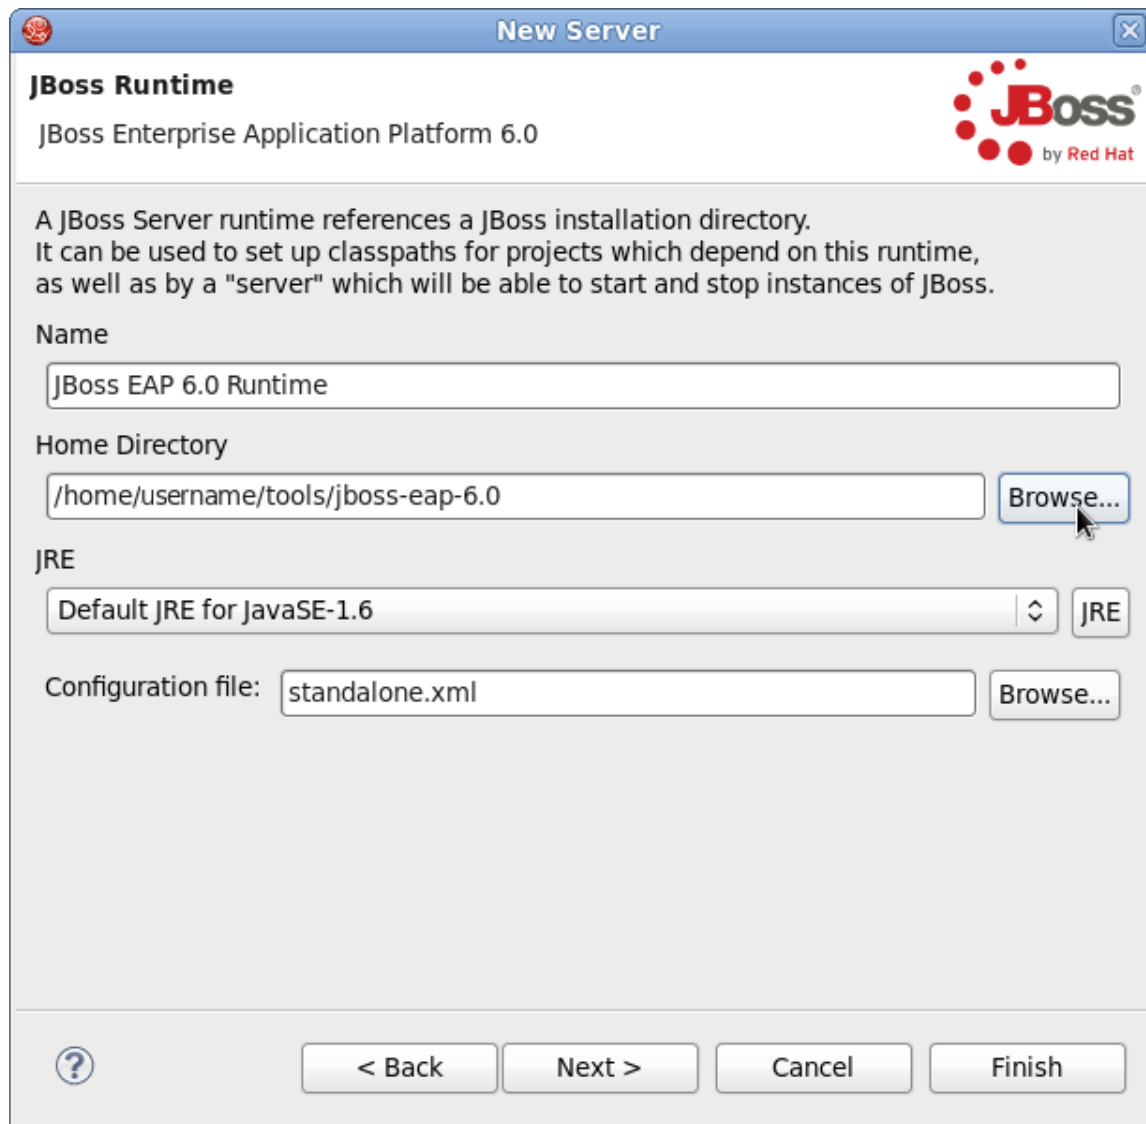 New Server
JBoss Runtime
JBoss Enterprise Application Platform 6.0
JBoss®
by Red Hat
A JBoss Server runtime references a JBoss installation directory.
It can be used to set up classpaths for projects which depend on this runtime,
as well as by a "server" which will be able to start and stop instances of JBoss.
Name
JBoss EAP 6.0 Runtime
Home Directory
/home/username/tools/jboss-eap-6.0 Browse...
JRE
Default JRE for JavaSE-1.6 JRE
Configuration file: standalone.xml Browse...
? < Back Next > Cancel Finish